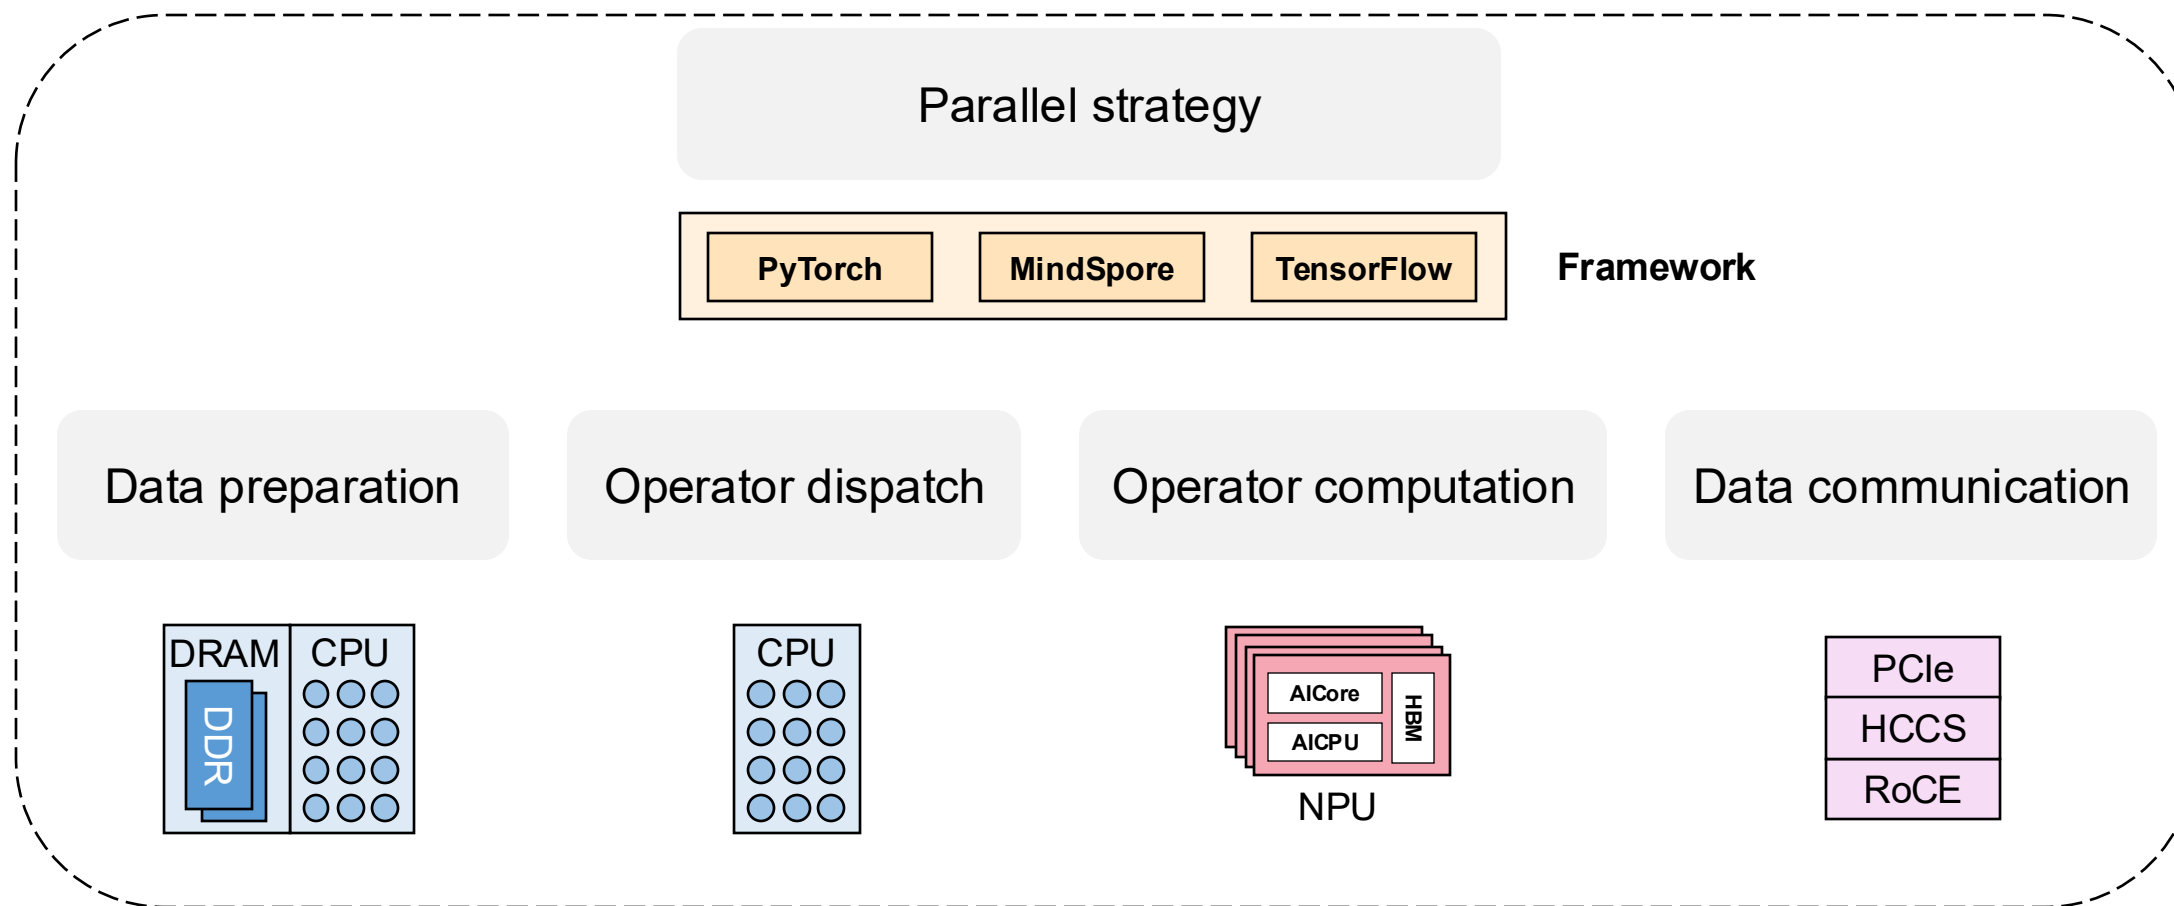 Parallel strategy
PyTorch
MindSpore
TensorFlow
Framework
Data preparation
Operator dispatch
Operator computation
Data communication
DRAM
CPU
DDR
CPU
AICore
AICPU
HBM
NPU
PCIe
HCCS
RoCE